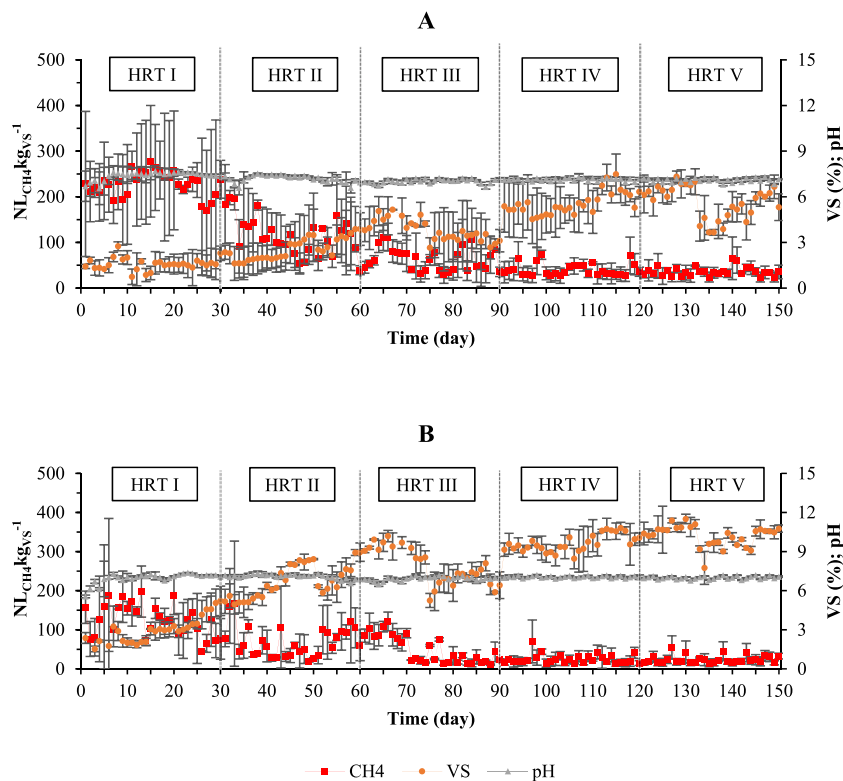 A
HRT I HRT II HRT III HRT IV HRT V
NL_CH4 kg_VS^-1
500 400 300 200 100 0
VS (%); pH
15 12 9 6 3 0
0 10 20 30 40 50 60 70 80 90 100 110 120 130 140 150
Time (day)
B
HRT I HRT II HRT III HRT IV HRT V
NL_CH4 kg_VS^-1
500 400 300 200 100 0
VS (%); pH
15 12 9 6 3 0
0 10 20 30 40 50 60 70 80 90 100 110 120 130 140 150
Time (day)
CH4 VS pH